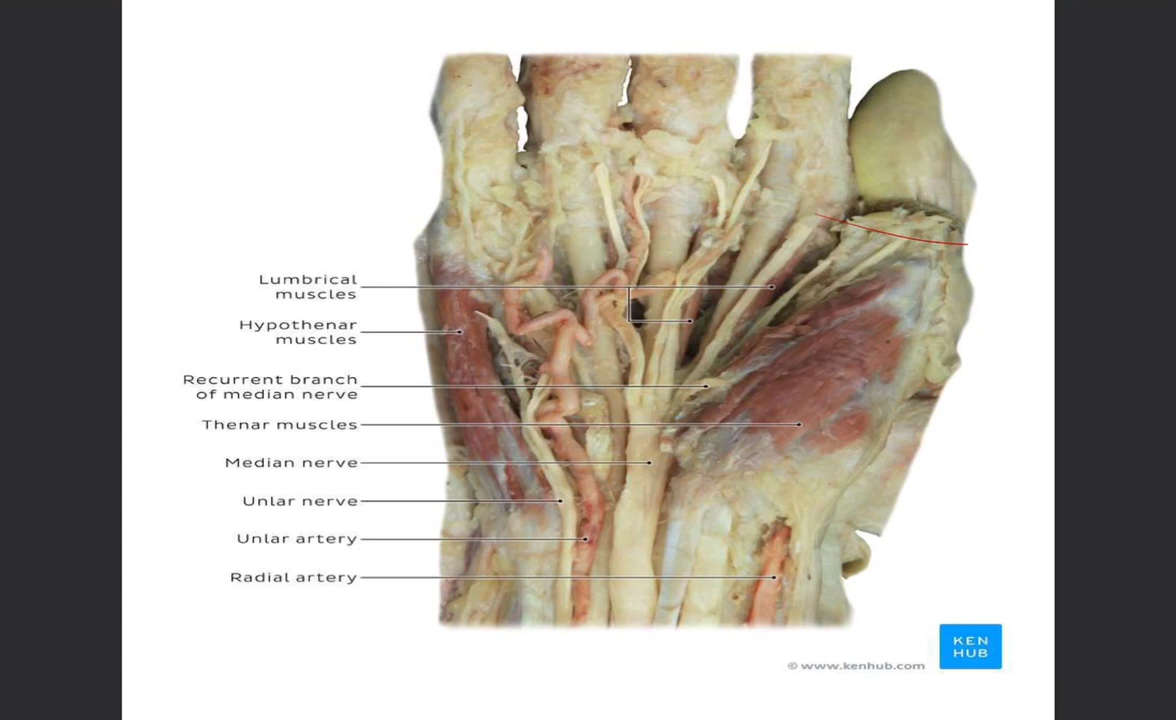 Lumbrical
muscles
Hypothenar
muscles
Recurrent branch
of median nerve
Thenar muscles
Median nerve
Unlar nerve
Unlar artery
Radial artery
KEN
HUB
© www.kenhub.com